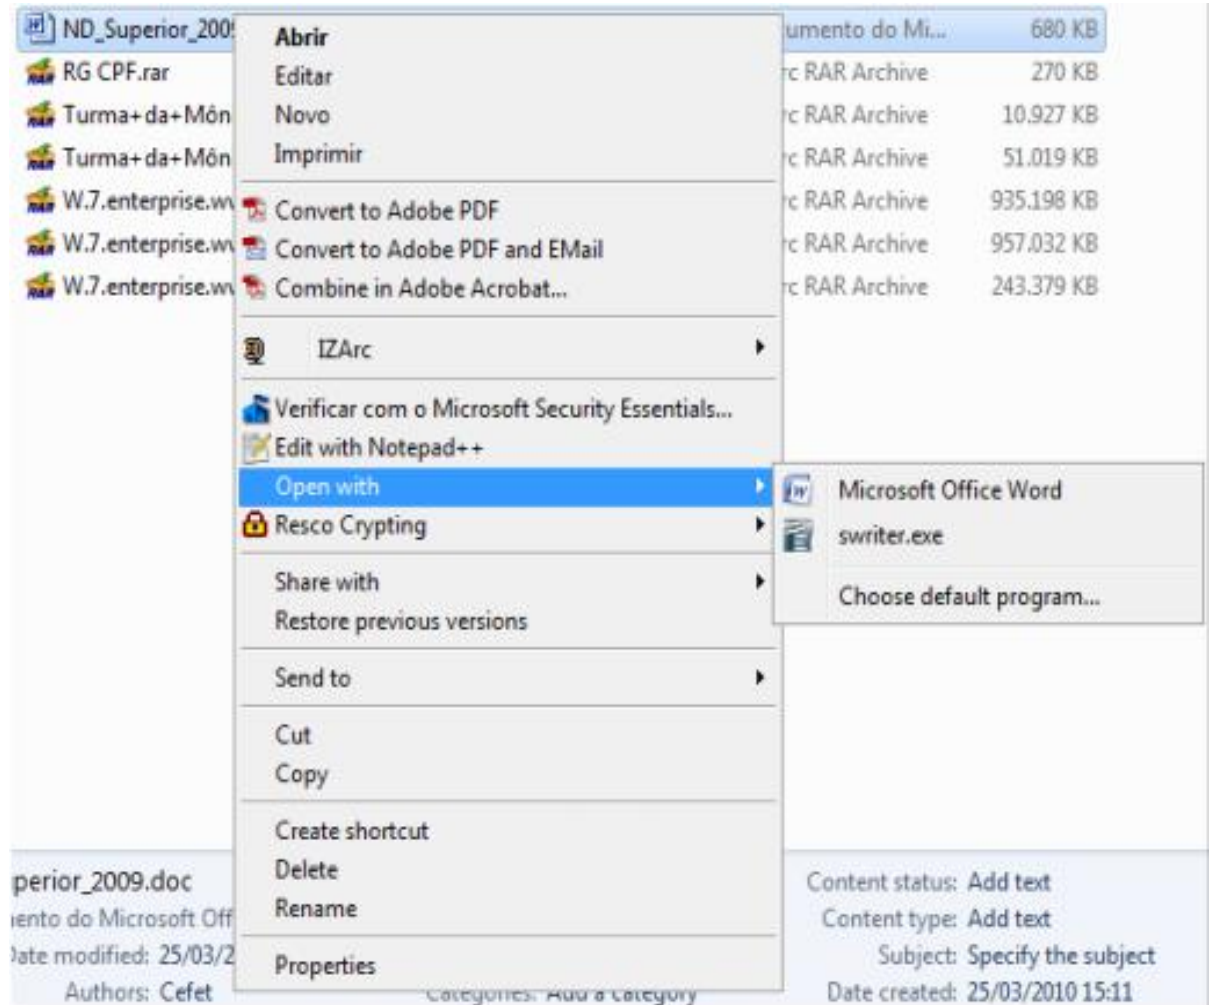 ND_Superior_2009 umento do Mi... 680 KB
RG CPF.rar rc RAR Archive 270 KB
Turma+da+Môn rc RAR Archive 10.927 KB
Turma+da+Môn rc RAR Archive 51.019 KB
W.7.enterprise.wv rc RAR Archive 935.198 KB
W.7.enterprise.wv rc RAR Archive 957.032 KB
W.7.enterprise.wv rc RAR Archive 243.379 KB
Abrir
Editar
Novo
Imprimir
Convert to Adobe PDF
Convert to Adobe PDF and EMail
Combine in Adobe Acrobat...
IZArc
Verificar com o Microsoft Security Essentials...
Edit with Notepad++
Open with
Resco Crypting
Share with
Restore previous versions
Send to
Cut
Copy
Create shortcut
Delete
Rename
Properties
Microsoft Office Word
swriter.exe
Choose default program...
perior_2009.doc
ento do Microsoft Off
Date modified: 25/03/2
Authors: Cefet
Categories: Add a category
Content status: Add text
Content type: Add text
Subject: Specify the subject
Date created: 25/03/2010 15:11